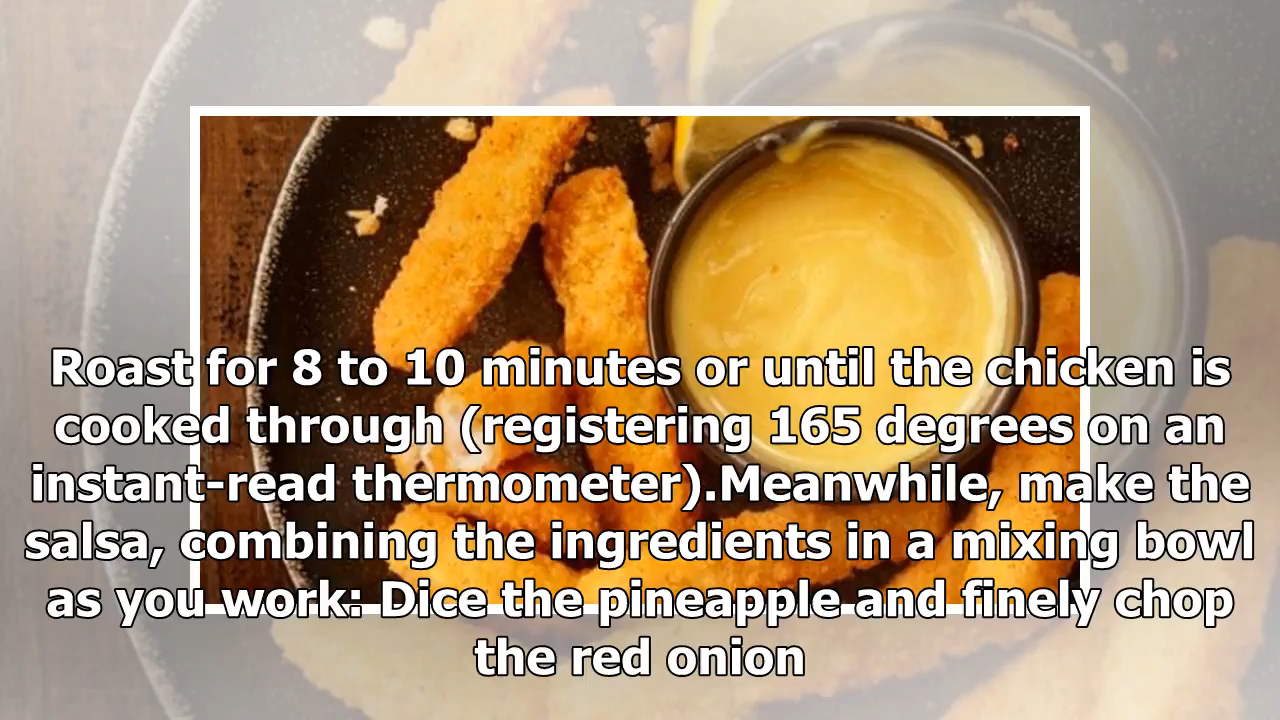 Roast for 8 to 10 minutes or until the chicken is
cooked through (registering 165 degrees on an
instant-read thermometer).Meanwhile, make the
salsa, combining the ingredients in a mixing bowl
as you work: Dice the pineapple and finely chop
the red onion